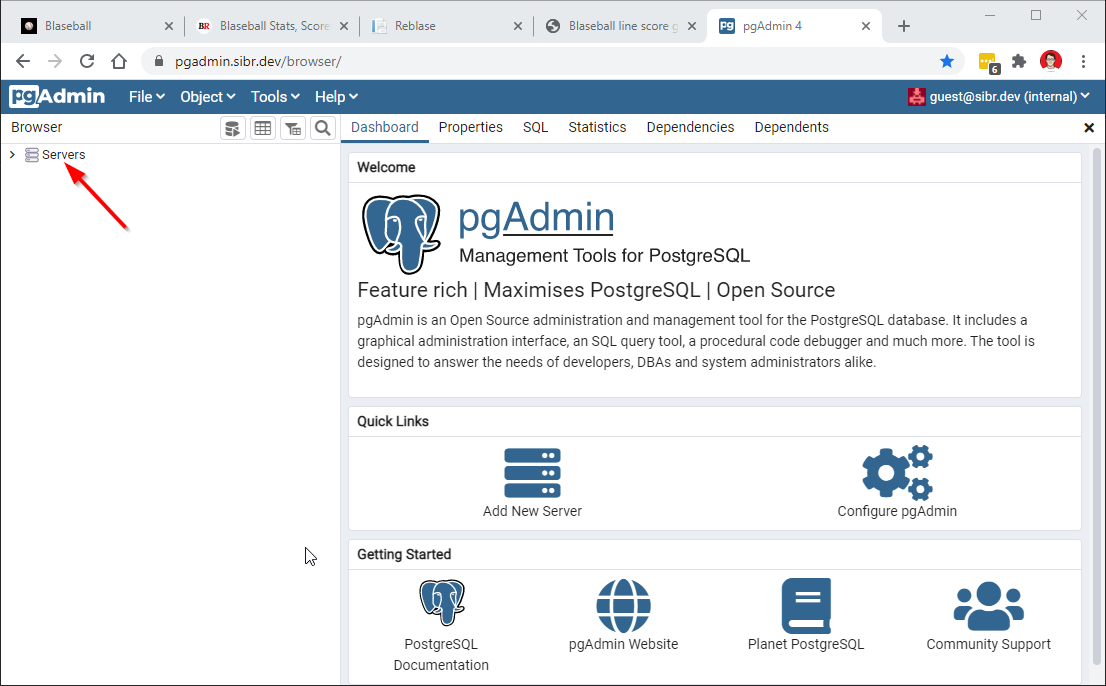 Blaseball
BR Blaseball Stats, Score
Reblase
Blaseball line score g
pg pgAdmin 4
pgadmin.sibr.dev/browser/
6
pgAdmin File Object Tools Help guest@sibr.dev (internal)
Browser Dashboard Properties SQL Statistics Dependencies Dependents
Servers
Welcome
pgAdmin
Management Tools for PostgreSQL
Feature rich | Maximises PostgreSQL | Open Source
pgAdmin is an Open Source administration and management tool for the PostgreSQL database. It includes a
graphical administration interface, an SQL query tool, a procedural code debugger and much more. The tool is
designed to answer the needs of developers, DBAs and system administrators alike.
Quick Links
Add New Server
Configure pgAdmin
Getting Started
PostgreSQL
Documentation
pgAdmin Website
Planet PostgreSQL
Community Support